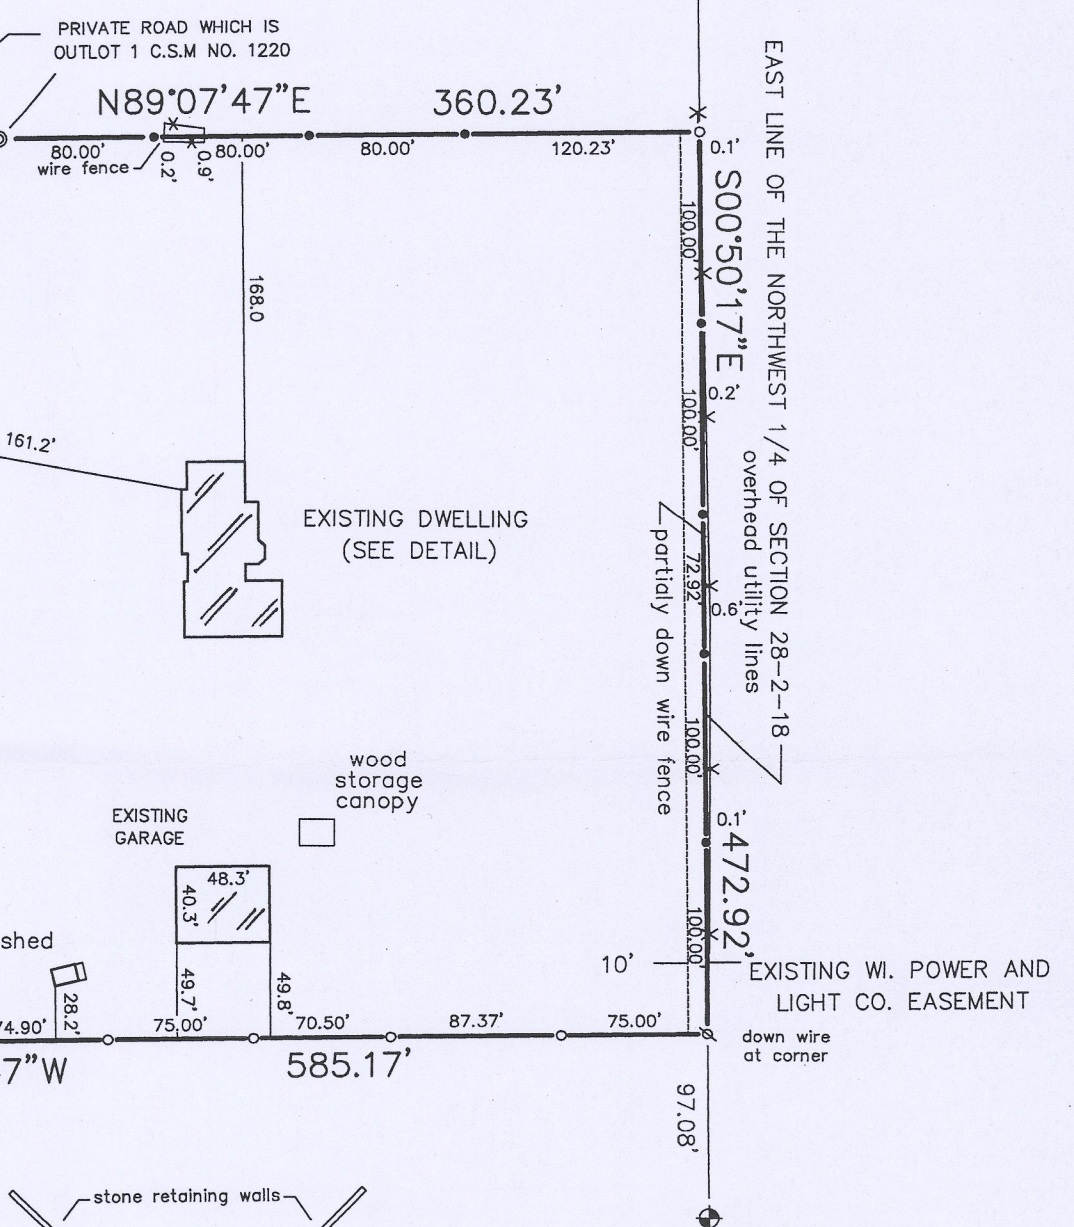 PRIVATE ROAD WHICH IS
OUTLOT 1 C.S.M NO. 1220
N89°07'47"E
360.23'
80.00'
80.00'
80.00'
120.23'
wire fence
0.2'
0.9'
0.1'
168.0
161.2'
EXISTING DWELLING
(SEE DETAIL)
S00°50'17"E
472.92'
EAST LINE OF THE NORTHWEST 1/4 OF SECTION 28-2-18
overhead utility lines
100.00'
0.2'
100.00'
72.92'
0.6'
partially down wire fence
100.00'
0.1'
100.00'
wood
storage
canopy
EXISTING
GARAGE
48.3'
40.3'
shed
28.2'
49.7'
49.8'
10'
EXISTING WI. POWER AND
LIGHT CO. EASEMENT
74.90'
75.00'
70.50'
87.37'
75.00'
7"W
585.17'
down wire
at corner
97.08'
stone retaining walls